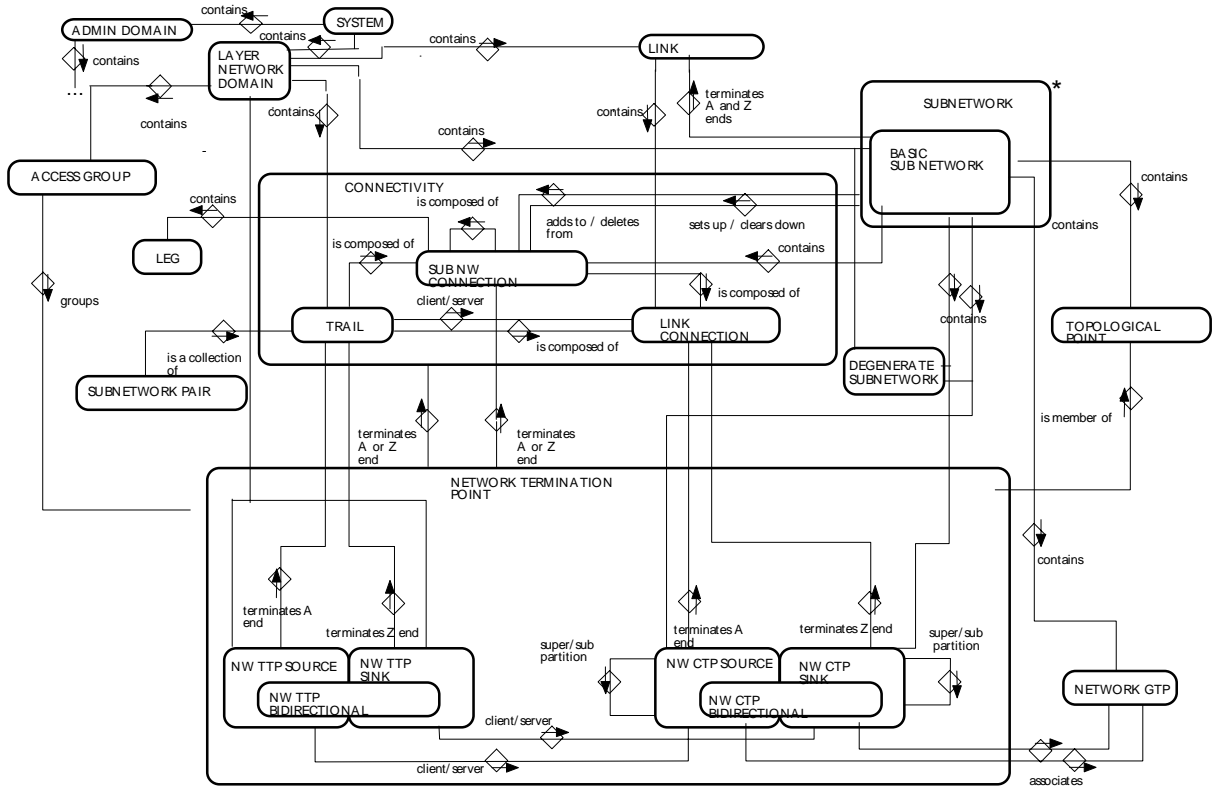 contains
SYSTEM
ADMIN DOMAIN
contains
contains
LINK
LAYER
NETWORK
DOMAIN
contains
...
terminates
A and Z
ends
*
SUBNETWORK
contains
contains
contains
contains
BASIC
SUB NETWORK
ACCESS GROUP
contains
CONNECTIVITY
is composed of
contains
adds to / deletes
from
sets up / clears down
contains
is composed of
contains
LEG
SUB NW
CONNECTION
is composed of
groups
client/server
contains
TRAIL
LINK
CONNECTION
TOPOLOGICAL
POINT
is composed of
is a collection
of
SUBNETWORK PAIR
DEGENERATE
SUBNETWORK
is member of
terminates
A or Z
end
terminates
A or Z
end
NETWORK TERMINATION
POINT
contains
terminates A
end
terminates Z end
terminates A
end
terminates Z end
super/sub
partition
super/sub
partition
NW TTP SOURCE
NW TTP
SINK
NW TTP
BIDIRECTIONAL
NW CTP SOURCE
NW CTP
SINK
NW CTP
BIDIRECTIONAL
NETWORK GTP
client/server
client/server
associates